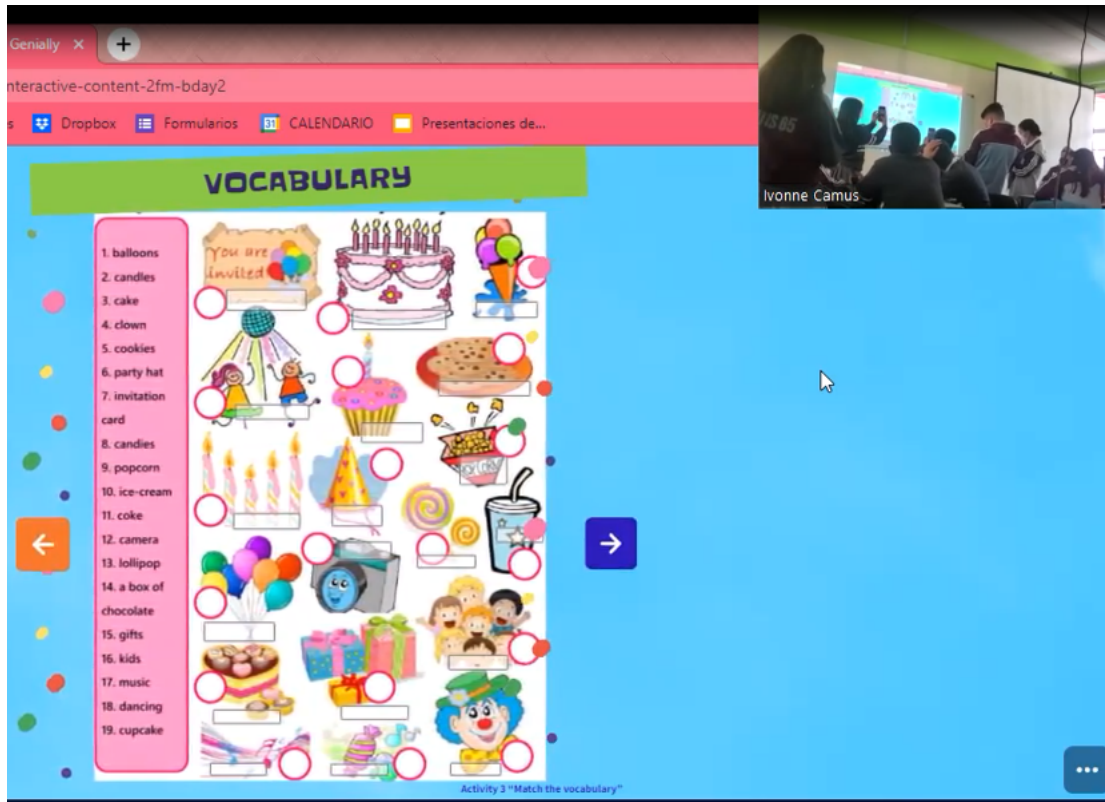 Genially
nteractive-content-2fm-bday2
s Dropbox Formularios 31 CALENDARIO Presentaciones de...
Ivonne Camus
VOCABULARY
1. balloons
2. candles
3. cake
4. clown
5. cookies
6. party hat
7. invitation
card
8. candies
9. popcorn
10. ice-cream
11. coke
12. camera
13. lollipop
14. a box of
chocolate
15. gifts
16. kids
17. music
18. dancing
19. cupcake
You are
invited
Activity 3 "Match the vocabulary"